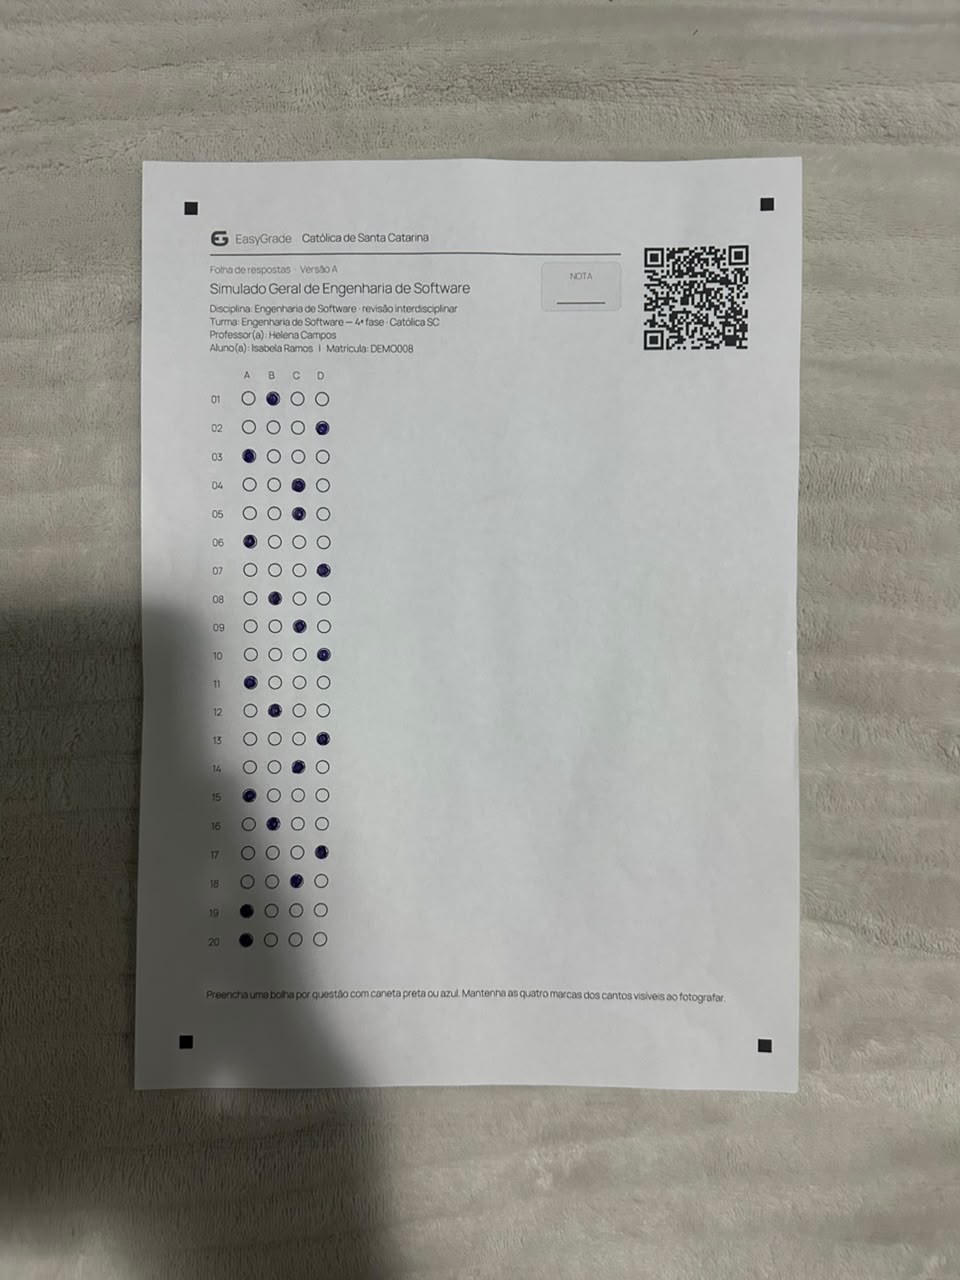 EasyGrade Católica de Santa Catarina
Folha de respostas · Versão A
NOTA
Simulado Geral de Engenharia de Software
Disciplina: Engenharia de Software · revisão interdisciplinar
Turma: Engenharia de Software — 4ª fase · Católica SC
Professor(a): Helena Campos
Aluno(a): Isabela Ramos | Matrícula: DEMO008
A B C D
01
02
03
04
05
06
07
08
09
10
11
12
13
14
15
16
17
18
19
20
Preencha uma bolha por questão com caneta preta ou azul. Mantenha as quatro marcas dos cantos visíveis ao fotografar.